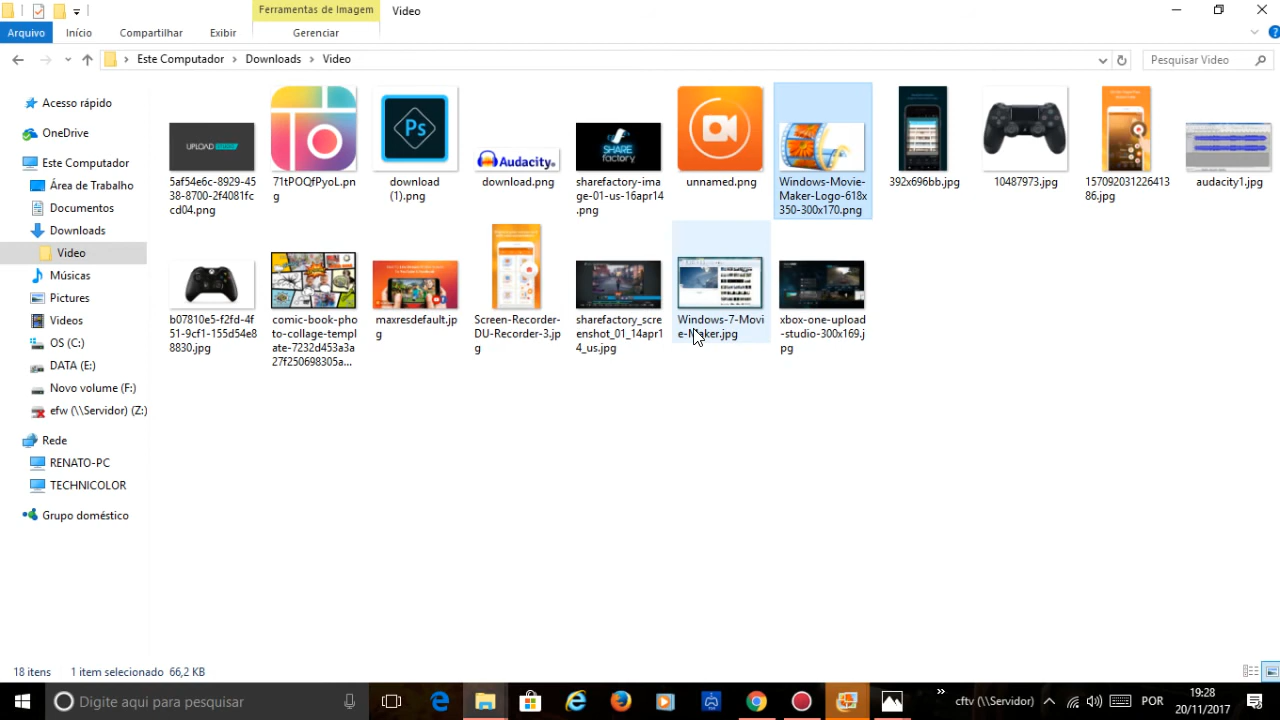 Ferramentas de Imagem
Video
Arquivo
Início
Compartilhar
Exibir
Gerenciar
Este Computador
Downloads
Video
Pesquisar Video
Acesso rápido
OneDrive
Este Computador
Área de Trabalho
Documentos
Downloads
Video
Músicas
Pictures
Videos
OS (C:)
DATA (E:)
Novo volume (F:)
efw (\\Servidor) (Z:)
Rede
RENATO-PC
TECHNICOLOR
Grupo doméstico
UPLOAD STUDIO
Ps
Audacity
SHARE
factory
5af54e6c-8929-45
38-8700-2f4081fc
cd04.png
71tPOQfPyoL.pn
g
download
(1).png
download.png
sharefactory-ima
ge-01-us-16apr14
.png
unnamed.png
Windows-Movie-
Maker-Logo-618x
350-300x170.png
392x696bb.jpg
10487973.jpg
157092031226413
86.jpg
audacity1.jpg
b07810e5-f2fd-4f
51-9cf1-155d54e8
8830.jpg
comic-book-pho
to-collage-templ
ate-7232d453a3a
27f250698305a...
maxresdefault.jp
g
Screen-Recorder-
DU-Recorder-3.jp
g
sharefactory_scre
enshot_01_14apr1
4_us.jpg
Windows-7-Movi
e-Maker.jpg
xbox-one-upload
-studio-300x169.j
pg
18 itens
1 item selecionado 66,2 KB
Digite aqui para pesquisar
cftv (\\Servidor)
POR
19:28
20/11/2017